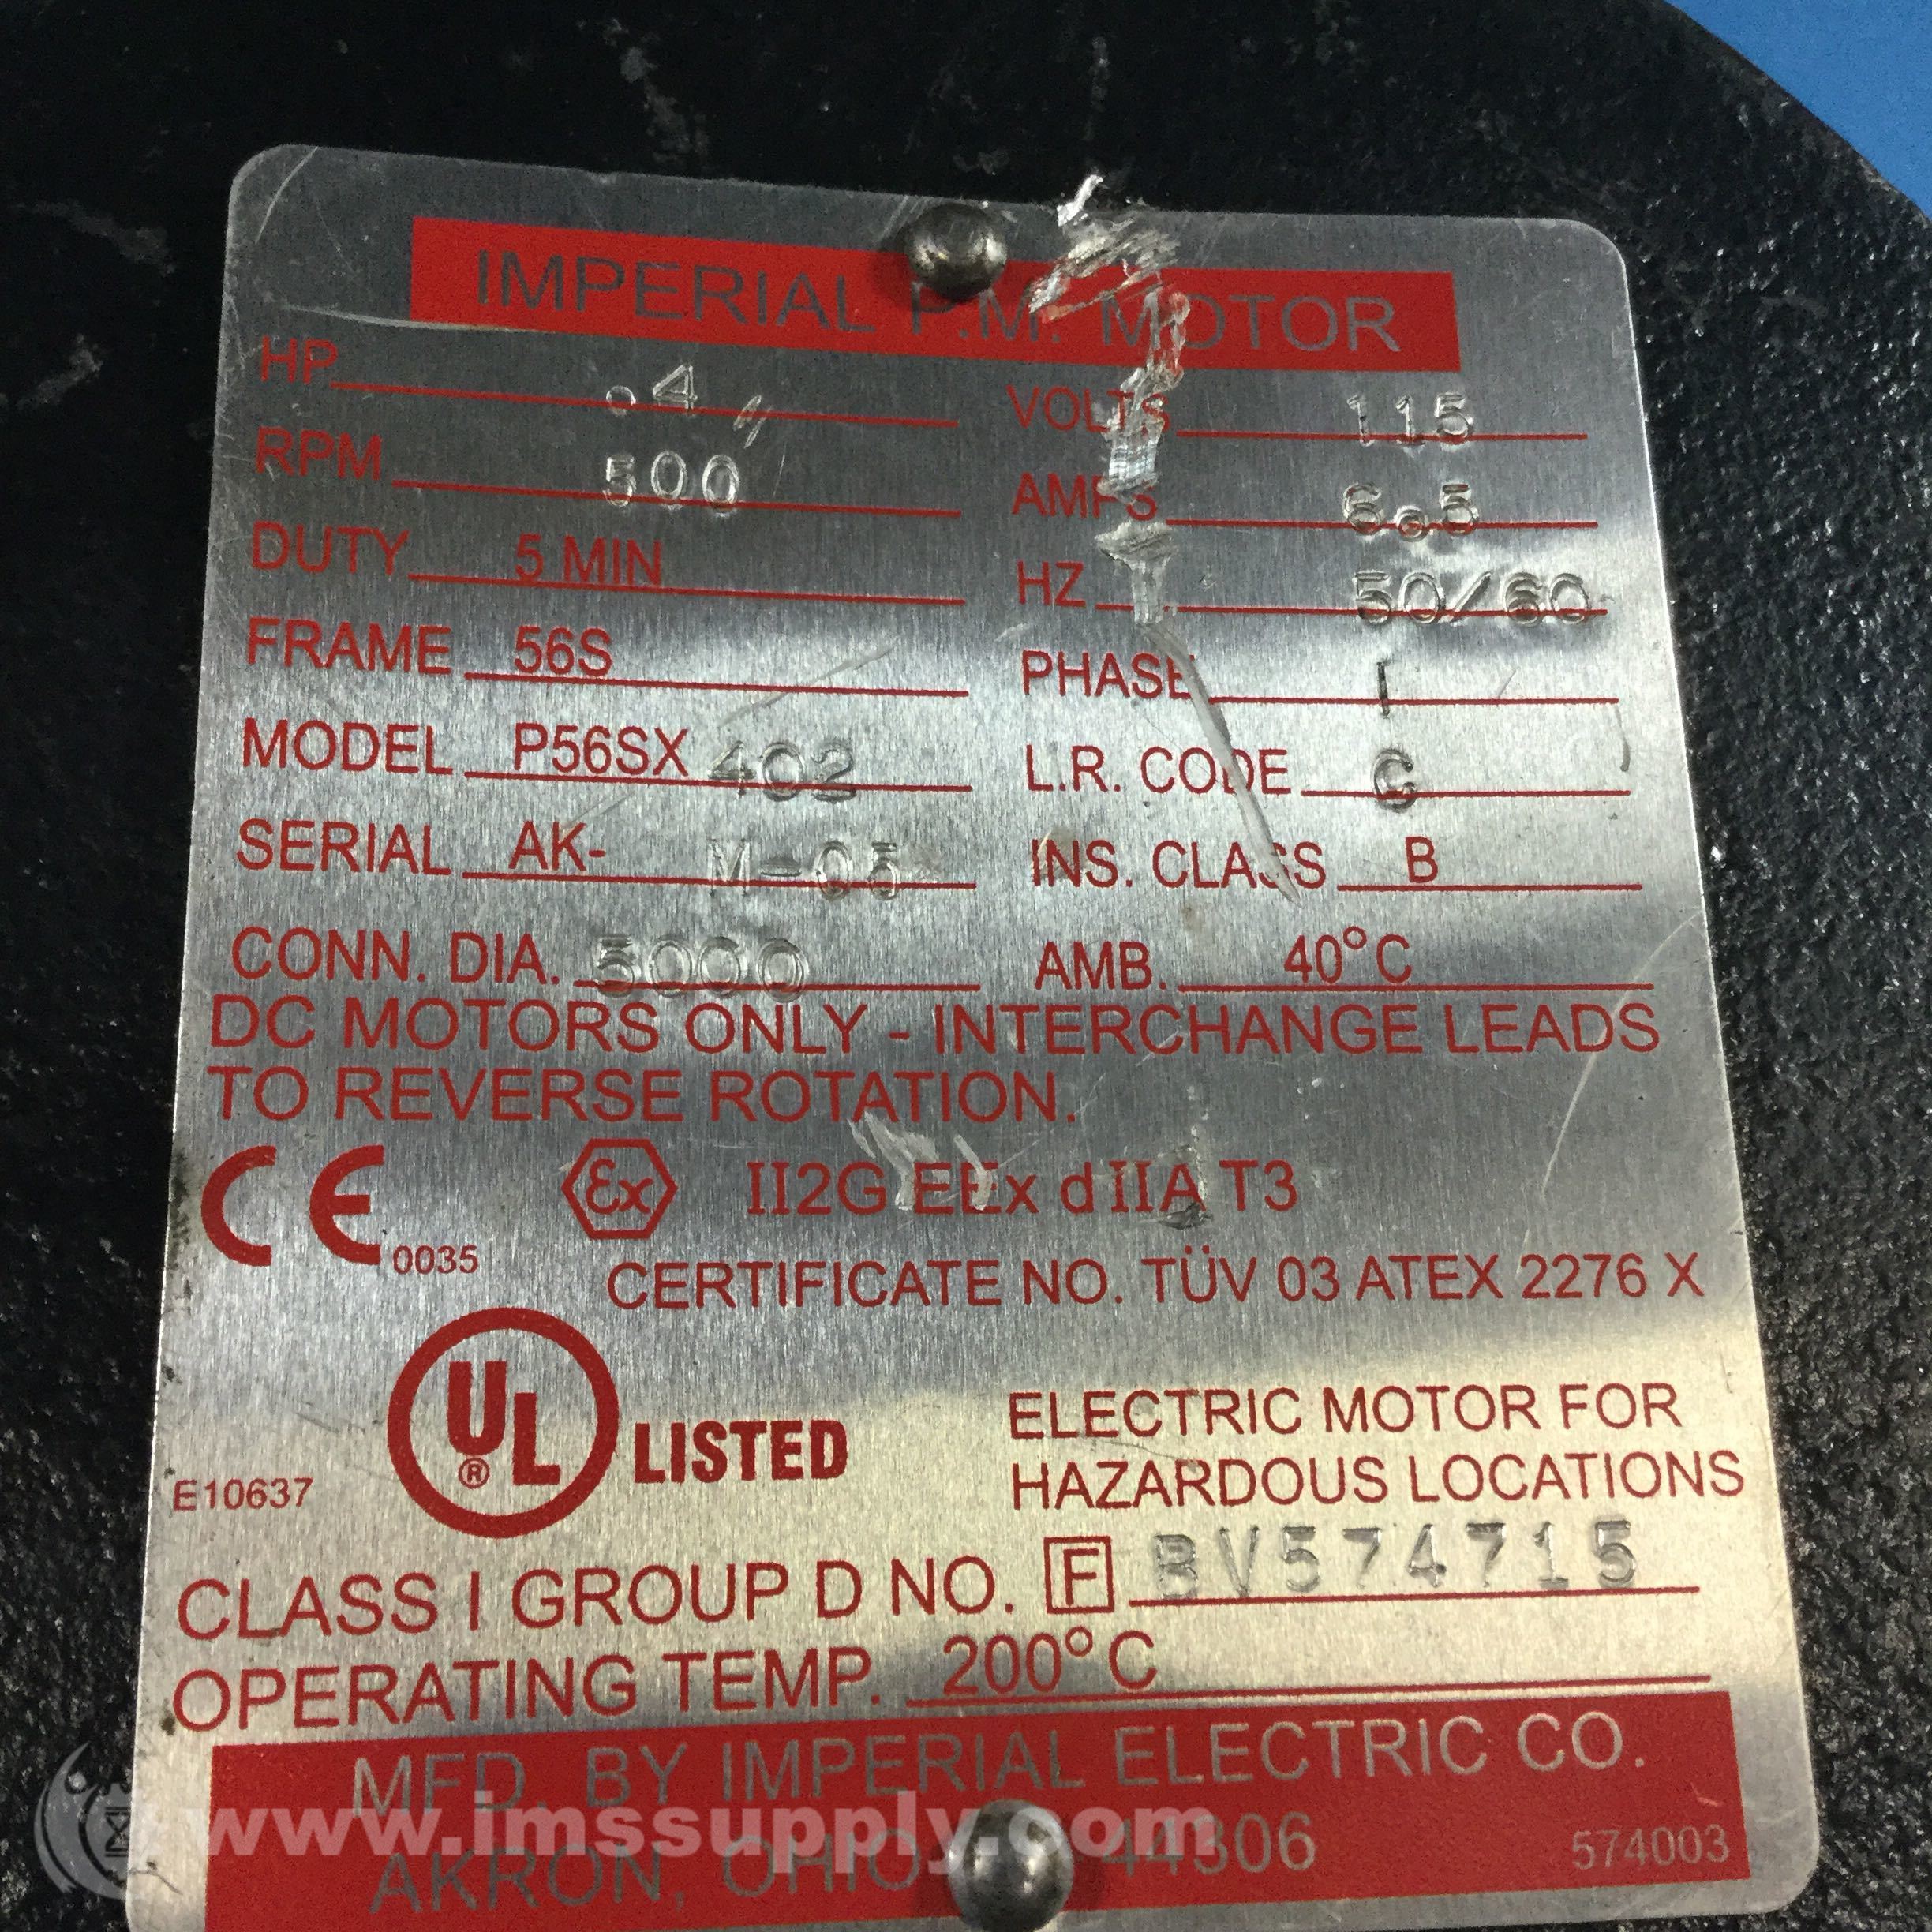 IMPERIAL P.M. MOTOR
HP .4 VOLTS 115
RPM 500 AMPS 6.5
DUTY 5 MIN HZ 50/60
FRAME 56S PHASE 1
MODEL P56SX 402 L.R. CODE G
SERIAL AK- M-05 INS. CLASS B
CONN. DIA. 5000 AMB. 40°C
DC MOTORS ONLY - INTERCHANGE LEADS
TO REVERSE ROTATION.
CE 0035 Ex II2G EEx d IIA T3
CERTIFICATE NO. TÜV 03 ATEX 2276 X
UL ® LISTED
E10637
ELECTRIC MOTOR FOR
HAZARDOUS LOCATIONS
CLASS I GROUP D NO. F BV574715
OPERATING TEMP. 200°C
MFD. BY IMPERIAL ELECTRIC CO.
www.imssupply.com
AKRON, OHIO 44306 574003